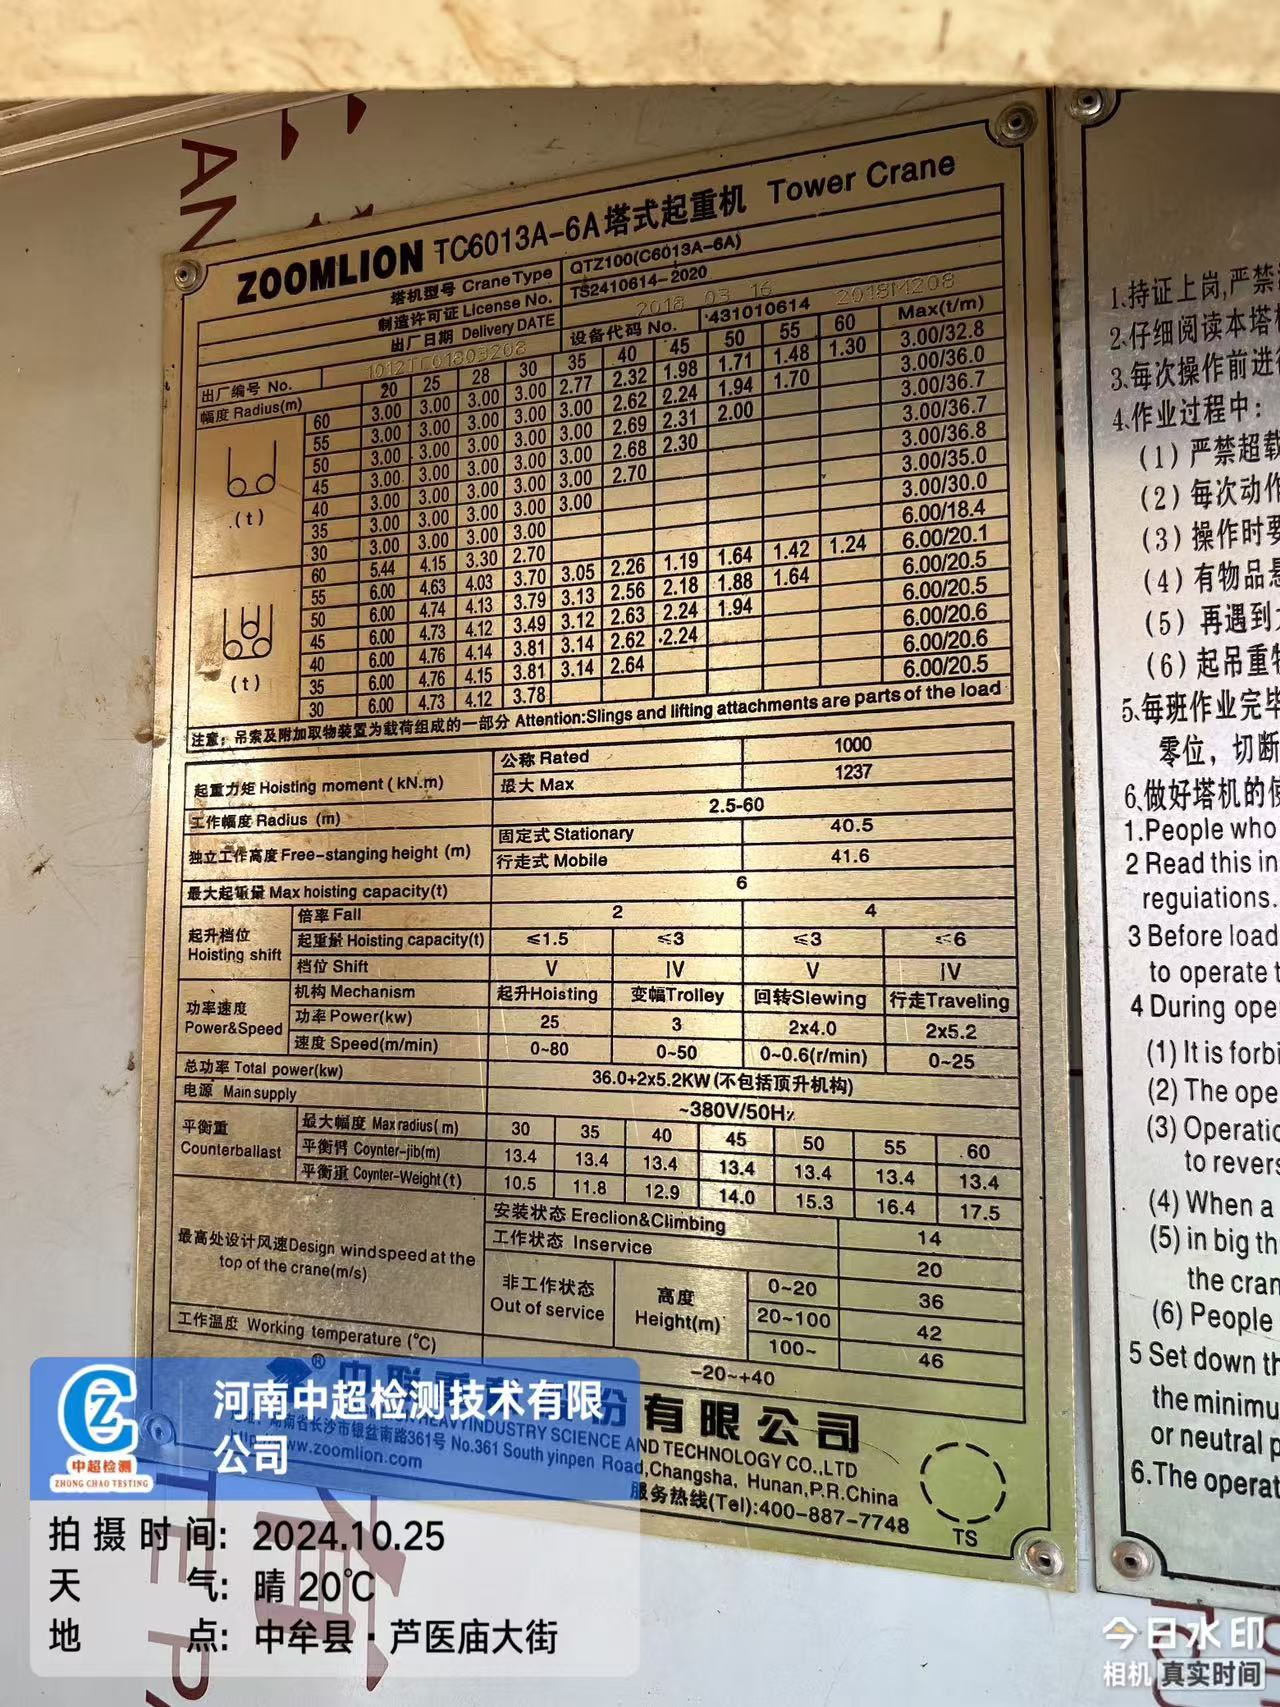 ZOOMLION TC6013A-6A塔式起重机 Tower Crane
塔机型号 Crane Type QTZ100(C6013A-6A)
制造许可证 License No. TS2410614-2020
出厂日期 Delivery DATE 2018 03 16
出厂编号 No. 1012TC01803208 设备代码 No. 431010614 2018M208
幅度 Radius(m) 20 25 28 30 35 40 45 50 55 60 Max(t/m)
60 3.00 3.00 3.00 3.00 2.77 2.32 1.98 1.71 1.48 1.30 3.00/32.8
55 3.00 3.00 3.00 3.00 3.00 2.62 2.24 1.94 1.70 3.00/36.0
50 3.00 3.00 3.00 3.00 3.00 2.69 2.31 2.00 3.00/36.7
45 3.00 3.00 3.00 3.00 3.00 2.68 2.30 3.00/36.7
40 3.00 3.00 3.00 3.00 3.00 2.70 3.00/36.8
35 3.00 3.00 3.00 3.00 3.00 3.00/35.0
30 3.00 3.00 3.00 3.00 3.00/30.0
(t)
60 5.44 4.15 3.30 2.70 3.05 2.26 1.19 1.64 1.42 1.24 6.00/18.4
55 6.00 4.63 4.03 3.70 3.13 2.56 2.18 1.88 1.64 6.00/20.1
50 6.00 4.74 4.13 3.79 3.12 2.63 2.24 1.94 6.00/20.5
45 6.00 4.73 4.12 3.49 3.14 2.62 2.24 6.00/20.5
40 6.00 4.76 4.14 3.81 3.14 2.64 6.00/20.6
35 6.00 4.76 4.15 3.81 6.00/20.6
30 6.00 4.73 4.12 3.78 6.00/20.5
(t)
注意: 吊索及附加取物装置为载荷组成的一部分 Attention:Slings and lifting attachments are parts of the load
起重力矩 Hoisting moment (kN.m) 公称 Rated 1000
最大 Max 1237
工作幅度 Radius (m) 2.5-60
独立工作高度 Free-stanging height (m) 固定式 Stationary 40.5
行走式 Mobile 41.6
最大起重量 Max hoisting capacity(t) 6
起升档位 Hoisting shift 倍率 Fall 2 4
起重量 Hoisting capacity(t) ≤1.5 ≤3 ≤3 ≤6
档位 Shift V IV V IV
功率速度 Power&Speed 机构 Mechanism 起升Hoisting 变幅Trolley 回转Slewing 行走Traveling
功率 Power(kw) 25 3 2x4.0 2x5.2
速度 Speed(m/min) 0~80 0~50 0~0.6(r/min) 0~25
总功率 Total power(kw) 36.0+2x5.2KW(不包括顶升机构)
电源 Main supply ~380V/50Hz
平衡重 Counterballast 最大幅度 Max radius(m) 30 35 40 45 50 55 60
平衡臂 Coynter-jib(m) 13.4 13.4 13.4 13.4 13.4 13.4 13.4
平衡重 Coynter-Weight(t) 10.5 11.8 12.9 14.0 15.3 16.4 17.5
最高处设计风速Design windspeed at the top of the crane(m/s) 安装状态 Ereclion&Climbing 14
工作状态 Inservice 20
非工作状态 Out of service 高度 Height(m) 0~20 36
20~100 42
100~ 46
工作温度 Working temperature (℃) -20~+40
有限公司
HEAVYINDUSTRY SCIENCE AND TECHNOLOGY CO.,LTD
湖南省长沙市银盆南路361号 No.361 South yinpen Road,Changsha, Hunan,P.R.China
http://www.zoomlion.com 服务热线(Tel):400-887-7748
TS
1、持证上岗,严禁
2、仔细阅读本塔机
3、每次操作前进行
4、作业过程中:
(1) 严禁超载
(2) 每次动作
(3) 操作时要
(4) 有物品悬
(5) 再遇到
(6) 起吊重物
5、每班作业完毕
零位, 切断
6、做好塔机的使
1.People who
2 Read this in
reguiations.
3 Before load
to operate t
4 During ope
(1) It is forbi
(2) The ope
(3) Operatio
to revers
(4) When a
(5) in big th
the cran
(6) People
5 Set down th
the minimu
or neutral p
6.The operat
中超检测
ZHONG CHAO TESTING
河南中超检测技术有限公司
拍摄时间: 2024.10.25
天气: 晴 20℃
地点: 中牟县·芦医庙大街
今日水印
相机 真实时间